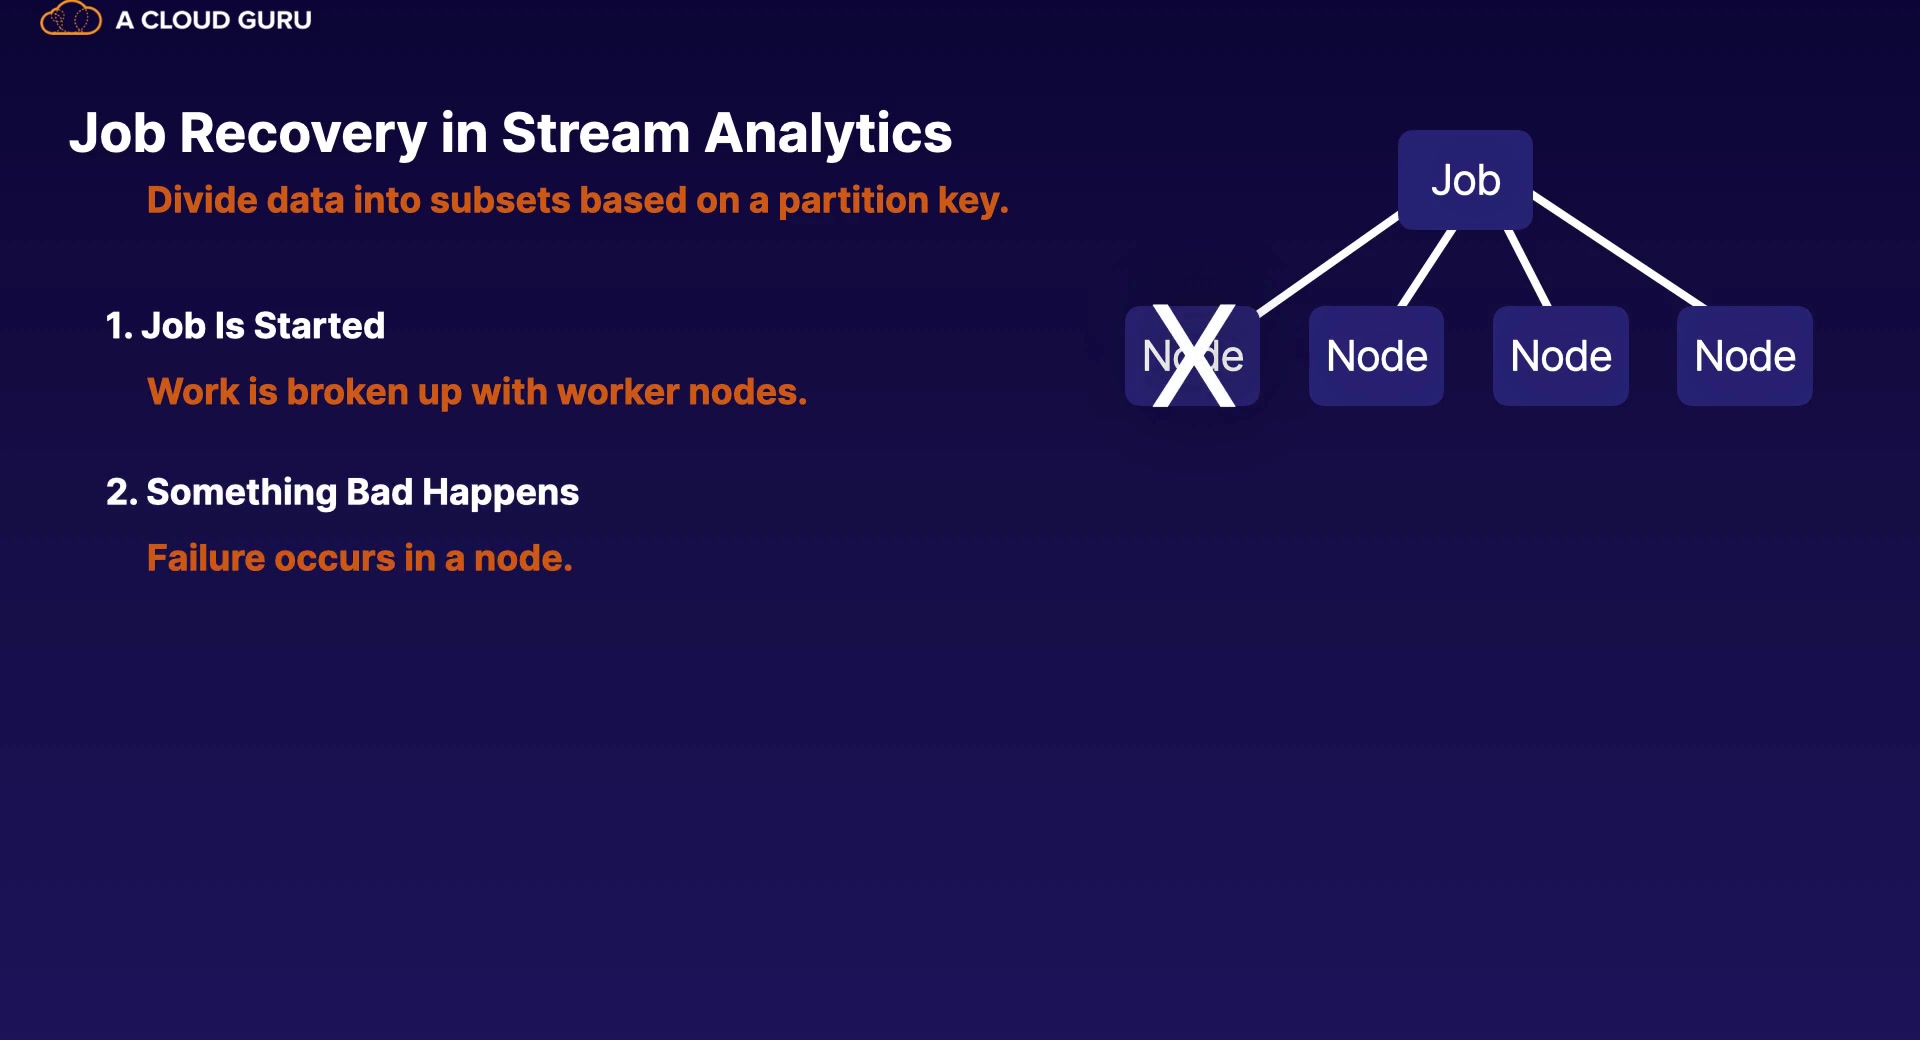 A CLOUD GURU
Job Recovery in Stream Analytics
Divide data into subsets based on a partition key.
1. Job Is Started
Work is broken up with worker nodes.
2. Something Bad Happens
Failure occurs in a node.
Job
Node X Node Node Node